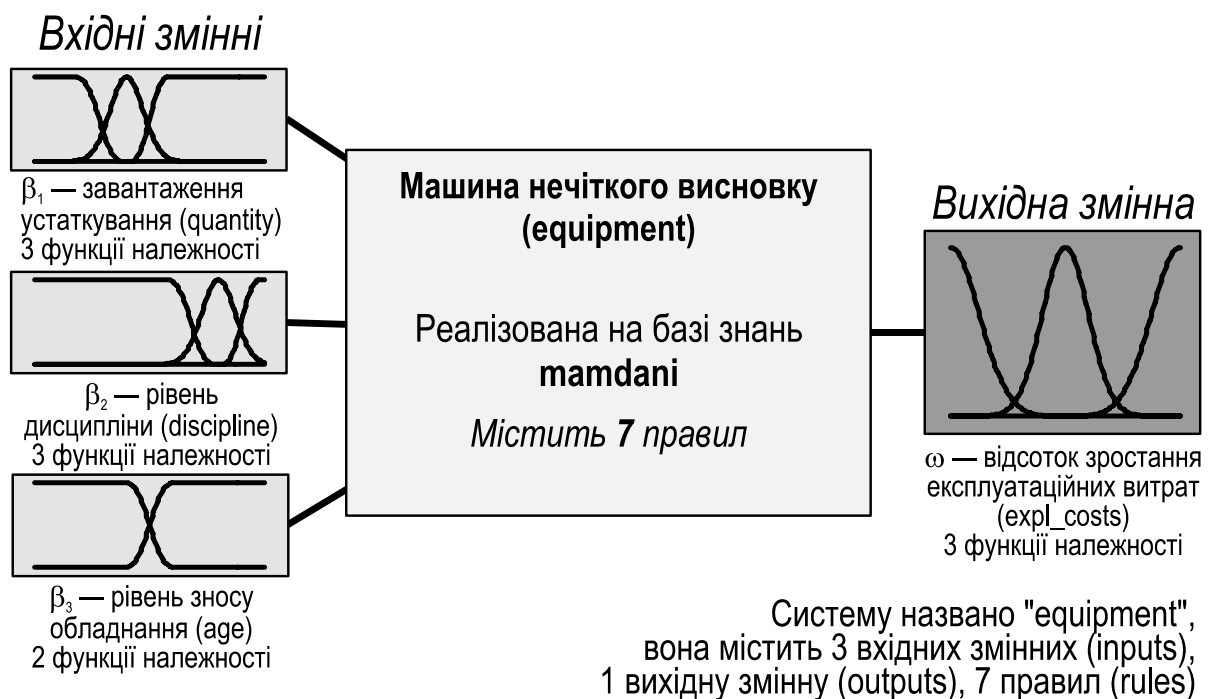 Вхідні змінні
β₁ — завантаження
устаткування (quantity)
3 функції належності
β₂ — рівень
дисципліни (discipline)
3 функції належності
β₃ — рівень зносу
обладнання (age)
2 функції належності
Машина нечіткого висновку
(equipment)
Реалізована на базі знань
mamdani
Містить 7 правил
Вихідна змінна
ω — відсоток зростання
експлуатаційних витрат
(expl_costs)
3 функції належності
Систему названо "equipment",
вона містить 3 вхідних змінних (inputs),
1 вихідну змінну (outputs), 7 правил (rules)